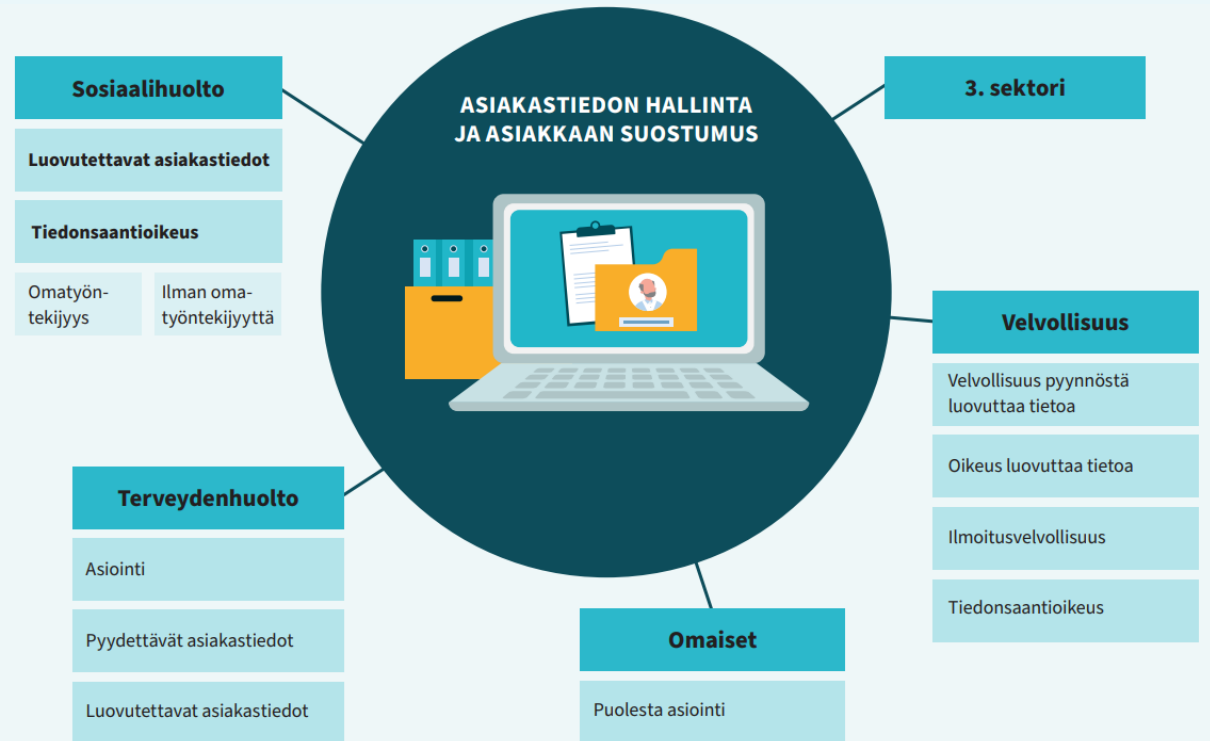 ASIAKASTIEDON HALLINTA
JA ASIAKKAAN SUOSTUMUS
Sosiaalihuolto
Luovutettavat asiakastiedot
Tiedonsaantioikeus
Omatyön-
tekijyys
Ilman oma-
työntekijyyttä
3. sektori
Velvollisuus
Velvollisuus pyynnöstä
luovuttaa tietoa
Oikeus luovuttaa tietoa
Ilmoitusvelvollisuus
Tiedonsaantioikeus
Terveydenhuolto
Asiointi
Pyydettävät asiakastiedot
Luovutettavat asiakastiedot
Omaiset
Puolesta asiointi